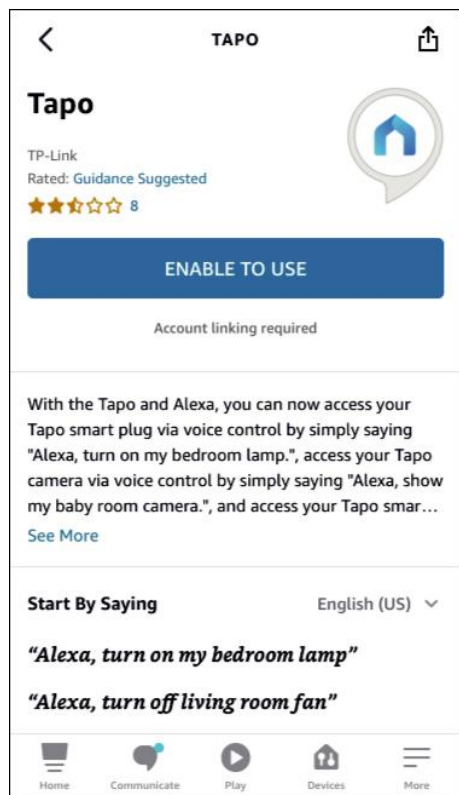 TAPO
Tapo
TP-Link
Rated: Guidance Suggested
8
ENABLE TO USE
Account linking required
With the Tapo and Alexa, you can now access your
Tapo smart plug via voice control by simply saying
"Alexa, turn on my bedroom lamp.", access your Tapo
camera via voice control by simply saying "Alexa, show
my baby room camera.", and access your Tapo smar...
See More
Start By Saying English (US)
“Alexa, turn on my bedroom lamp”
“Alexa, turn off living room fan”
Home Communicate Play Devices More